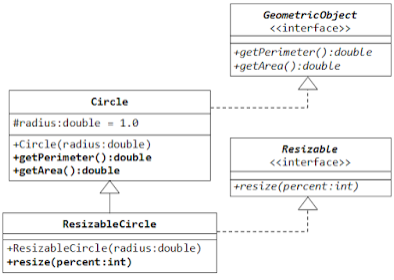 GeometricObject
<<interface>>
+getPerimeter():double
+getArea():double
Circle
#radius:double = 1.0
+Circle(radius:double)
+getPerimeter():double
+getArea():double
Resizable
<<interface>>
+resize(percent:int)
ResizableCircle
+ResizableCircle(radius:double)
+resize(percent:int)